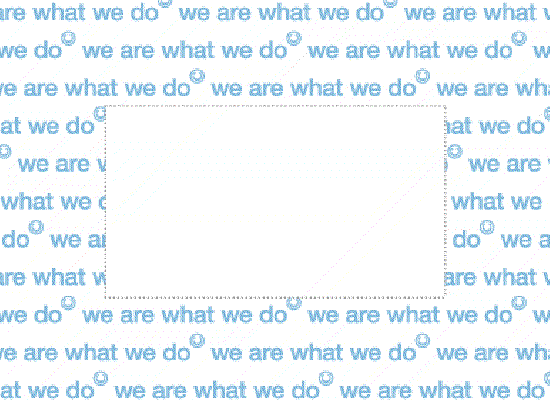 are what we do we are what we do we are what w
we do we are what we do we are what we do we
we are what we do we are what we do we are wha
at we do hat we do
we are w we are
what we d what we
do we ar do we a
are what w are what w
we do we are what we do we are what we do we
we are what we do we are what we do we are wha
at we do we are what we do we are what we do